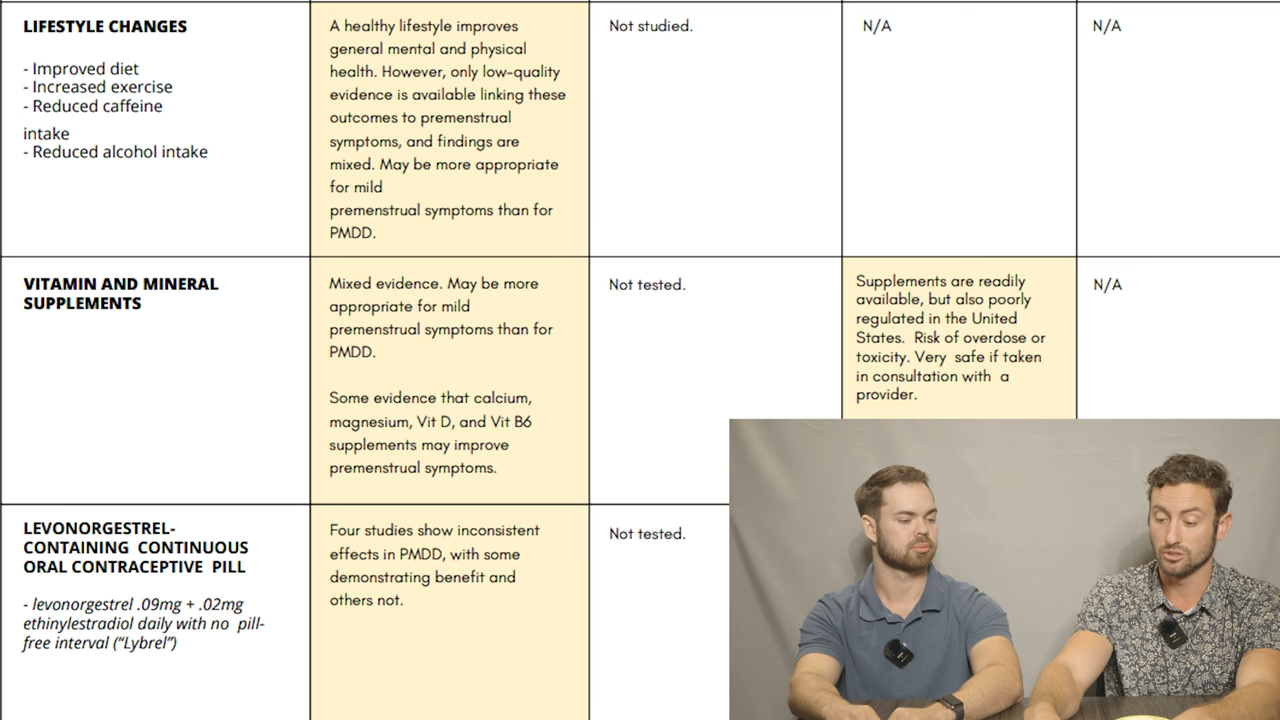 LIFESTYLE CHANGES
- Improved diet
- Increased exercise
- Reduced caffeine
intake
- Reduced alcohol intake
A healthy lifestyle improves
general mental and physical
health. However, only low-quality
evidence is available linking these
outcomes to premenstrual
symptoms, and findings are
mixed. May be more appropriate
for mild
premenstrual symptoms than for
PMDD.
Not studied.
N/A
N/A
VITAMIN AND MINERAL
SUPPLEMENTS
Mixed evidence. May be more
appropriate for mild
premenstrual symptoms than for
PMDD.
Some evidence that calcium,
magnesium, Vit D, and Vit B6
supplements may improve
premenstrual symptoms.
Not tested.
Supplements are readily
available, but also poorly
regulated in the United
States. Risk of overdose or
toxicity. Very safe if taken
in consultation with a
provider.
N/A
LEVONORGESTREL-
CONTAINING CONTINUOUS
ORAL CONTRACEPTIVE PILL
- levonorgestrel .09mg + .02mg
ethinylestradiol daily with no pill-
free interval (“Lybrel”)
Four studies show inconsistent
effects in PMDD, with some
demonstrating benefit and
others not.
Not tested.